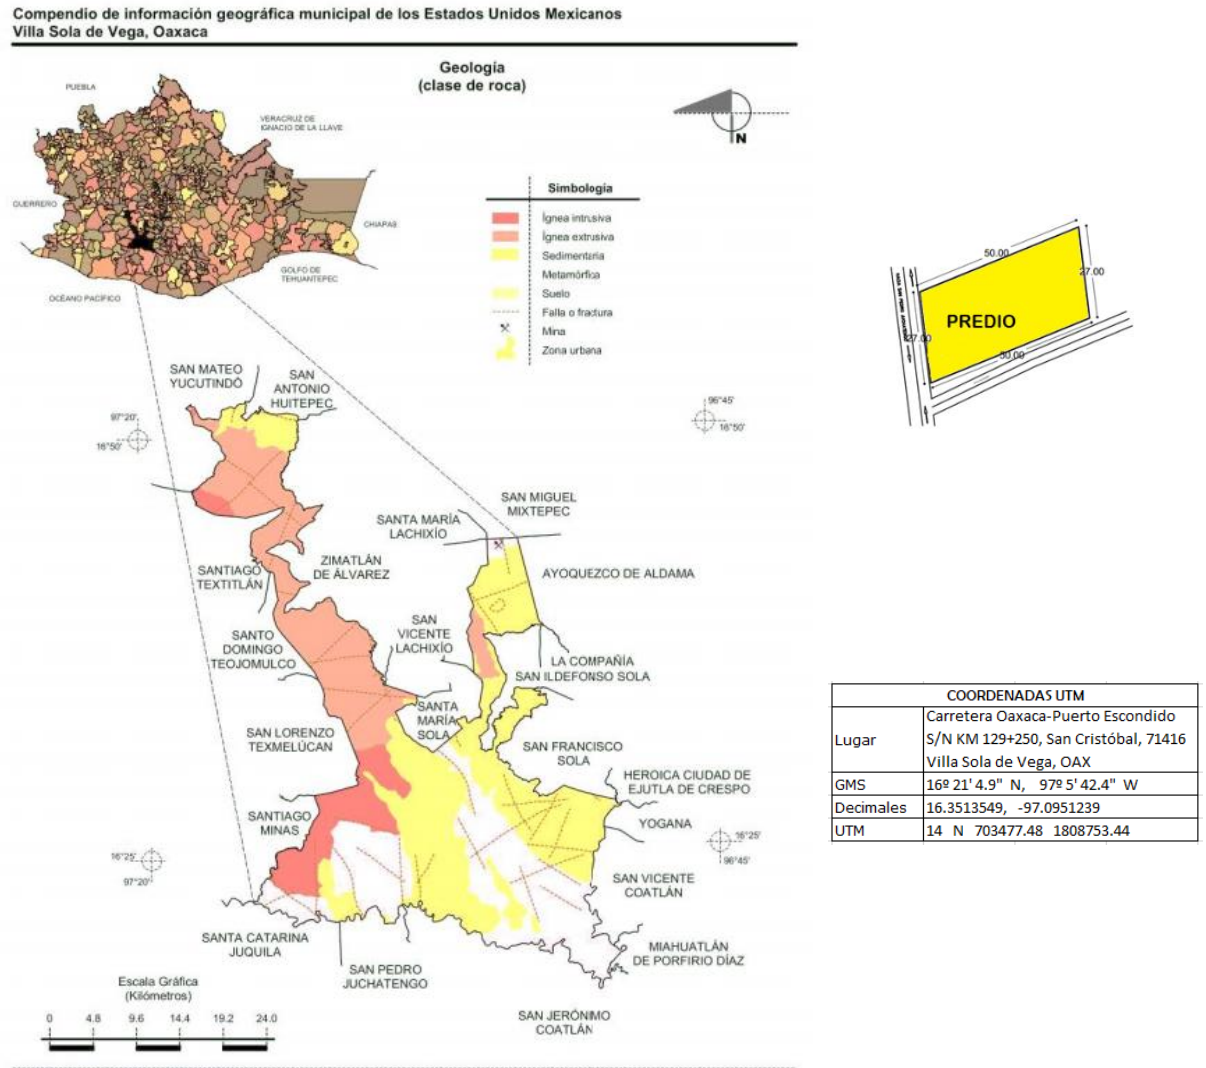 Compendio de información geográfica municipal de los Estados Unidos Mexicanos
Villa Sola de Vega, Oaxaca
Geología
(clase de roca)
N
PUEBLA
VERACRUZ DE
IGNACIO DE LA LLAVE
GUERRERO
CHIAPAS
GOLFO DE
TEHUANTEPEC
OCÉANO PACÍFICO
Simbología
Ígnea intrusiva
Ígnea extrusiva
Sedimentaria
Metamórfica
Suelo
Falla o fractura
Mina
Zona urbana
50.00
27.00
PREDIO
27.00
50.00
SAN MATEO
YUCUTINDÓ
SAN
ANTONIO
HUITEPEC
97°20'
16°50'
96°45'
16°50'
SAN MIGUEL
MIXTEPEC
SANTA MARÍA
LACHIXÍO
ZIMATLÁN
DE ÁLVAREZ
SANTIAGO
TEXTITLÁN
AYOQUEZCO DE ALDAMA
SAN
VICENTE
LACHIXÍO
SANTO
DOMINGO
TEOJOMULCO
LA COMPAÑÍA
SAN ILDEFONSO SOLA
SANTA
MARÍA
SOLA
SAN LORENZO
TEXMELÚCAN
SAN FRANCISCO
SOLA
HEROICA CIUDAD DE
EJUTLA DE CRESPO
SANTIAGO
MINAS
YOGANA
16°25'
96°45'
16°25'
97°20'
SAN VICENTE
COATLÁN
SANTA CATARINA
JUQUILA
SAN PEDRO
JUCHATENGO
MIAHUATLÁN
DE PORFIRIO DÍAZ
SAN JERÓNIMO
COATLÁN
Escala Gráfica
(Kilómetros)
0 4.8 9.6 14.4 19.2 24.0
COORDENADAS UTM
Lugar
Carretera Oaxaca-Puerto Escondido
S/N KM 129+250, San Cristóbal, 71416
Villa Sola de Vega, OAX
GMS 16º 21' 4.9" N, 97º 5' 42.4" W
Decimales 16.3513549, -97.0951239
UTM 14 N 703477.48 1808753.44